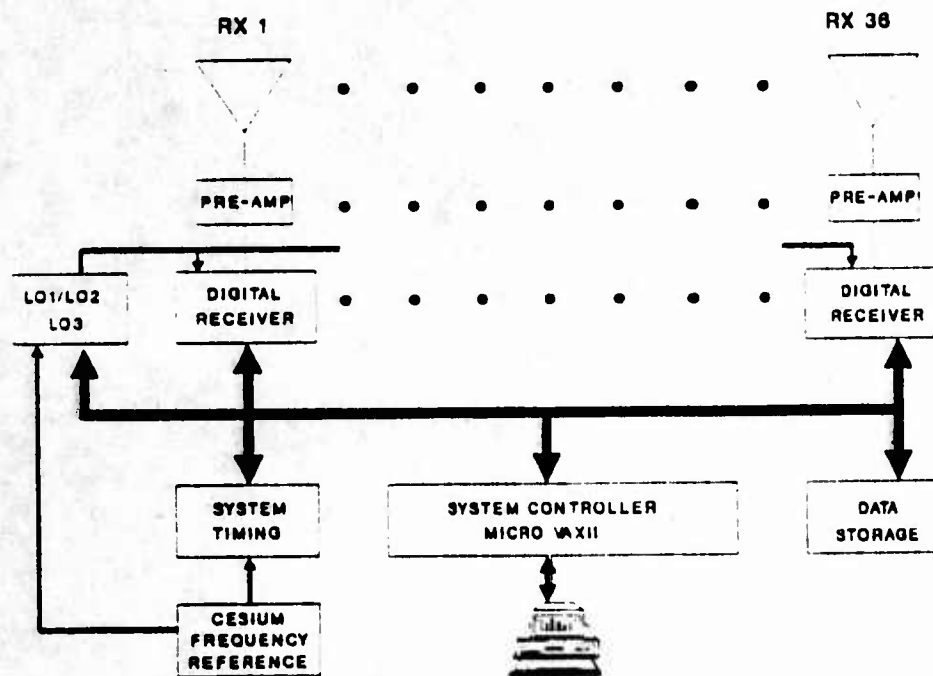 RX 1
RX 36
PRE-AMP
PRE-AMP
LO1/LO2
LO3
DIGITAL
RECEIVER
DIGITAL
RECEIVER
SYSTEM
TIMING
SYSTEM CONTROLLER
MICRO VAXII
DATA
STORAGE
CESIUM
FREQUENCY
REFERENCE